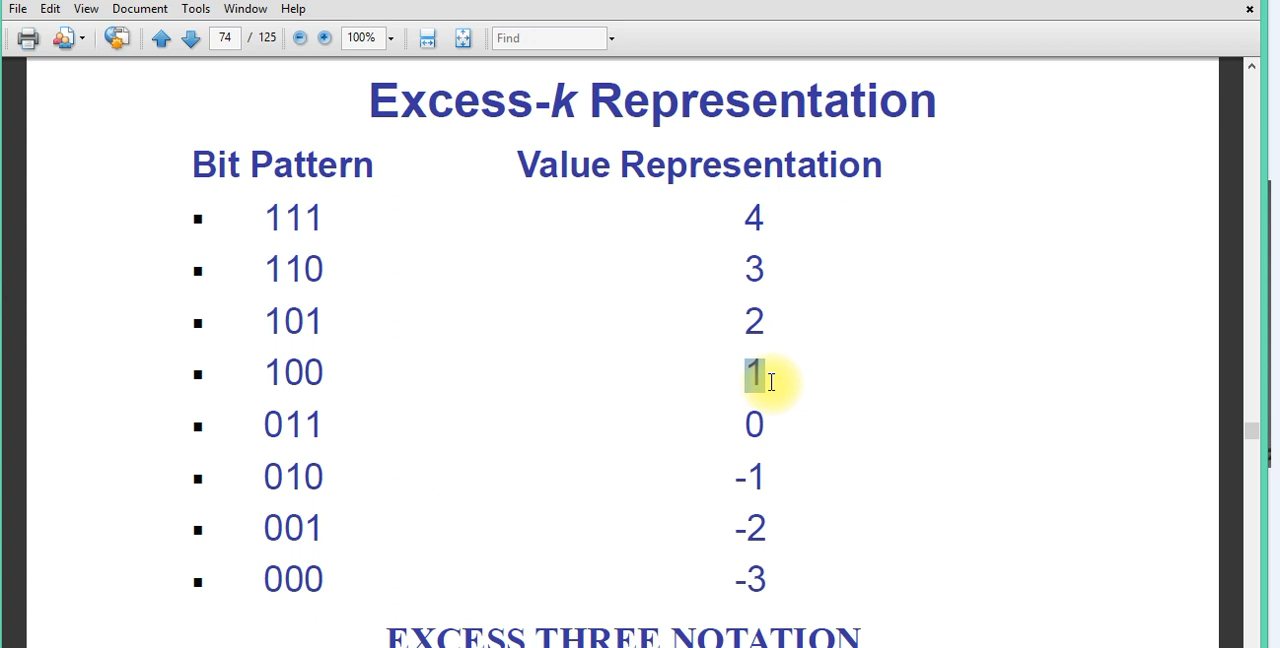 File Edit View Document Tools Window Help
74 / 125 100% Find
Excess-k Representation
Bit Pattern Value Representation
▪ 111 4
▪ 110 3
▪ 101 2
▪ 100 1
▪ 011 0
▪ 010 -1
▪ 001 -2
▪ 000 -3
EXCESS THREE NOTATION